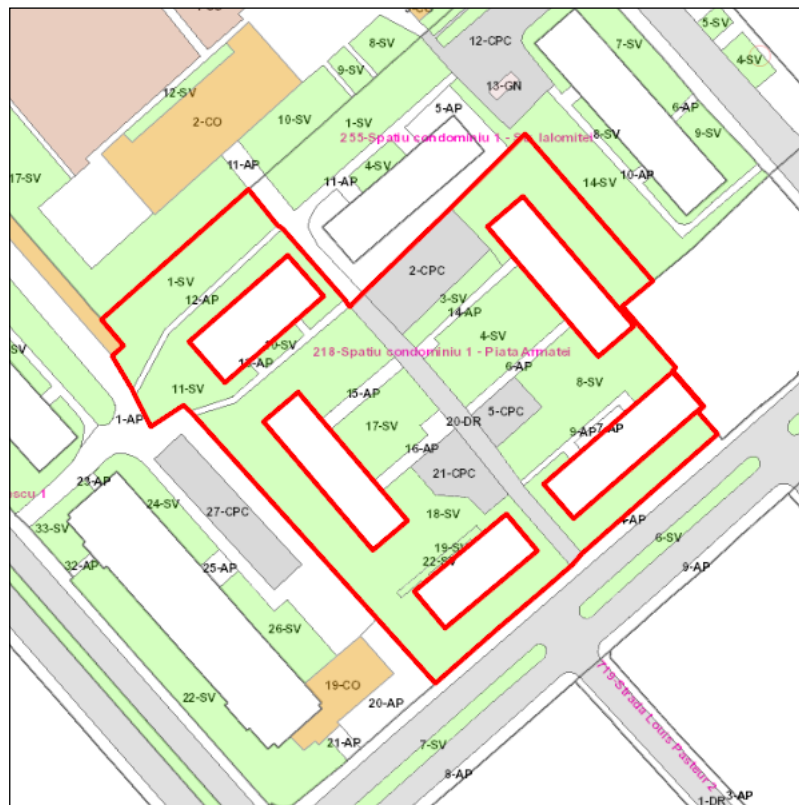 8-SV
12-CPC
7-SV
5-SV
4-SV
9-SV
13-GN
12-SV
2-CO
10-SV
1-SV
5-AP
6-AP
255-Spatiu condominiu 1 - Str. Ialomitei
8-SV
9-SV
11-AP
4-SV
11-AP
10-AP
17-SV
14-SV
1-SV
2-CPC
12-AP
3-SV
14-AP
4-SV
10-SV
218-Spatiu condominiu 1 - Piata Armatei
13-AP
6-AP
11-SV
15-AP
8-SV
1-AP
17-SV
20-DR
5-CPC
9-AP
7-AP
16-AP
23-AP
21-CPC
escu 1
24-SV
27-CPC
18-SV
33-SV
19-SV
22-SV
6-SV
32-AP
25-AP
9-AP
26-SV
719-Strada Louis Pasteur 2
22-SV
19-CO
20-AP
21-AP
7-SV
8-AP
3-AP
1-DR